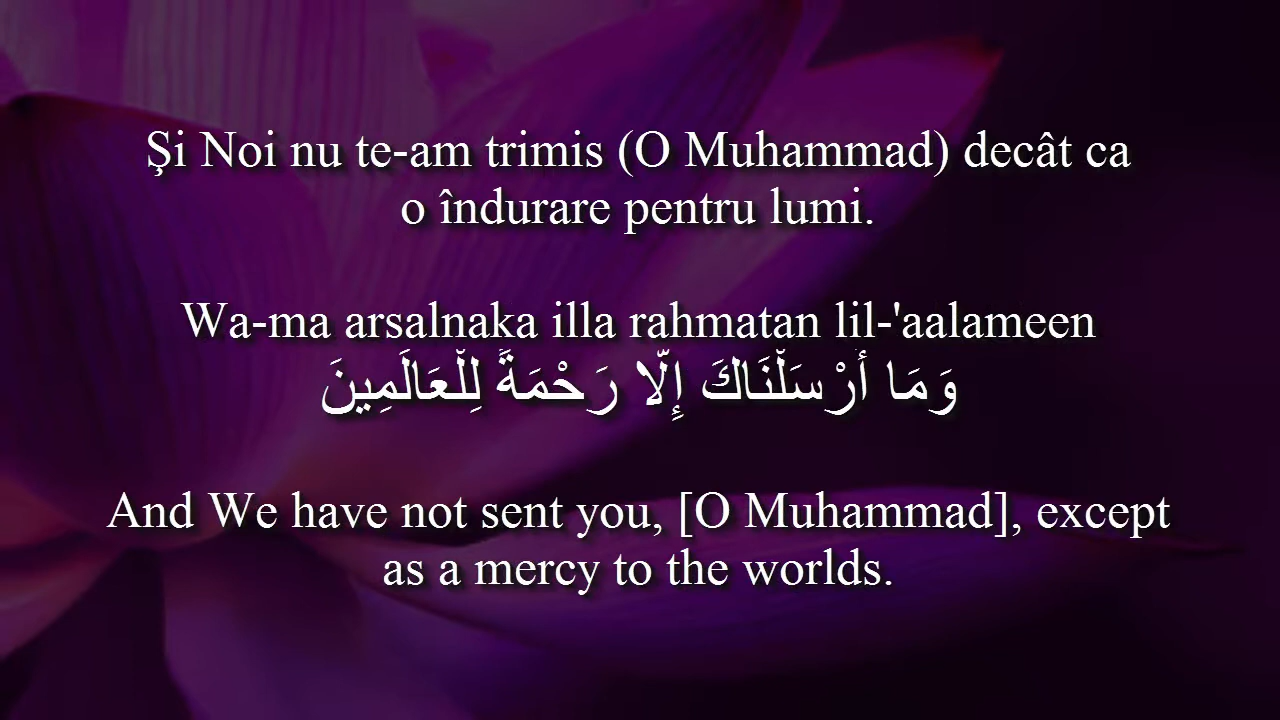 Şi Noi nu te-am trimis (O Muhammad) decât ca
o îndurare pentru lumi.
Wa-ma arsalnaka illa rahmatan lil-'aalameen
وَمَا أَرْسَلْنَاكَ إِلَّا رَحْمَةً لِلْعَالَمِينَ
And We have not sent you, [O Muhammad], except
as a mercy to the worlds.